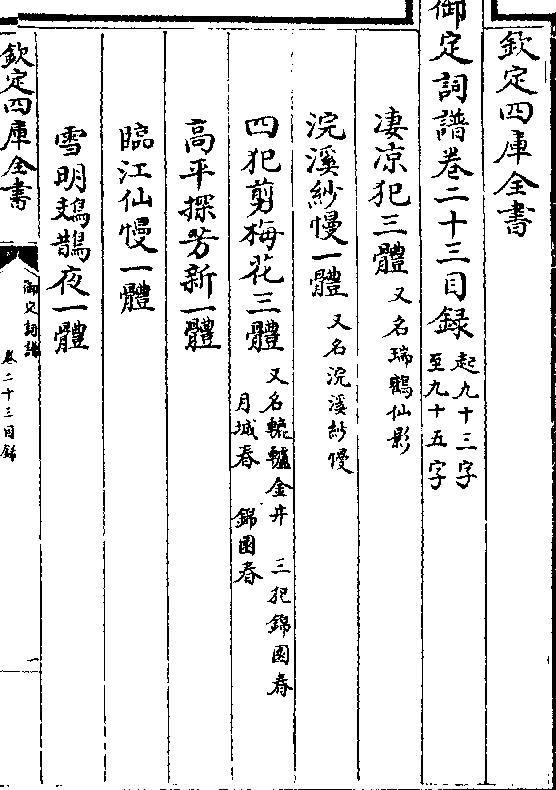 欽定四庫全書
御定詞譜卷二十三目録 起九十三字
至九十五字
淒涼犯三體 又名瑞鶴仙影
浣溪紗慢一體 又名浣溪紗慢
四犯剪梅花三體 又名轆轤金井 三犯錦園春
月城春 錦園春
高平探芳新一體
臨江仙慢一體
雪明鳷鵲夜一體
欽定四庫全書
御定詞譜
卷二十三目録
一